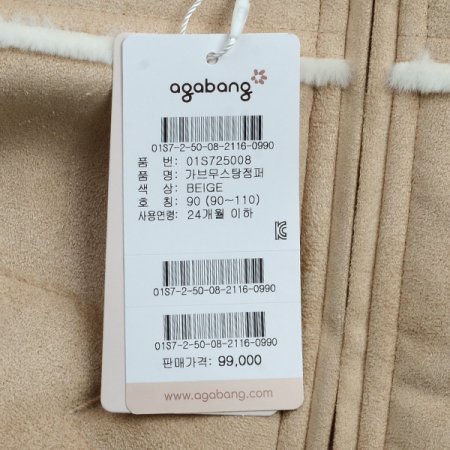 agabang
01S7-2-50-08-2116-0990
품 번: 01S725008
품 명: 가브무스탕점퍼
색 상: BEIGE
호 칭: 90 (90~110)
사용연령: 24개월 이하
01S7-2-50-08-2116-0990
01S7-2-50-08-2116-0990
판매가격: 99,000
www.agabang.com